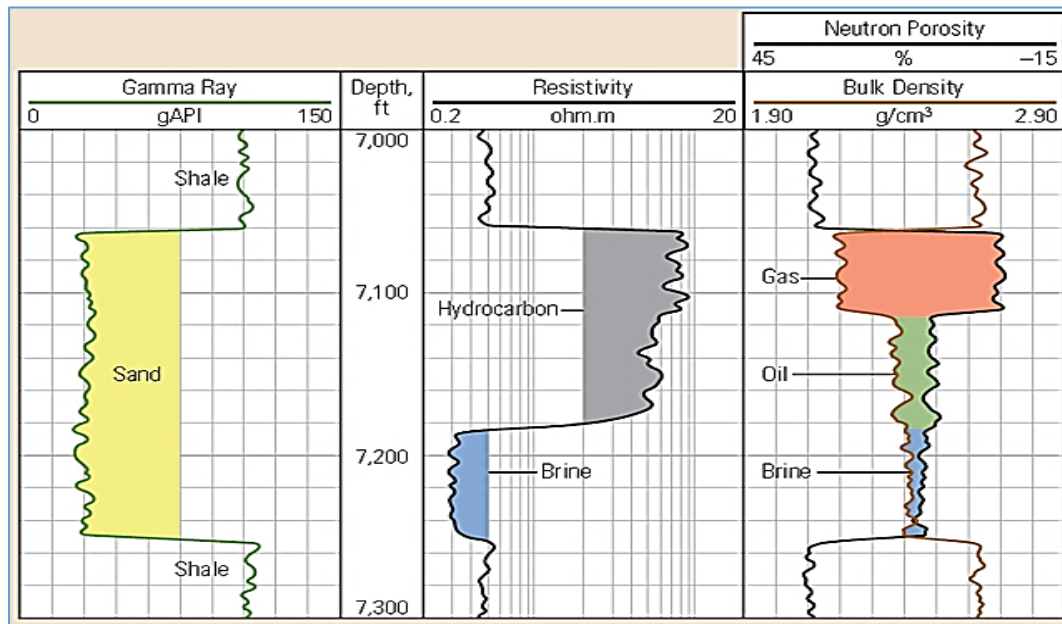 Neutron Porosity
45 % –15
Gamma Ray
0 gAPI 150
Depth,
ft
Resistivity
0.2 ohm.m 20
Bulk Density
1.90 g/cm³ 2.90
7,000
Shale
Gas
7,100
Hydrocarbon
Sand
Oil
7,200
Brine
Brine
Shale
7,300